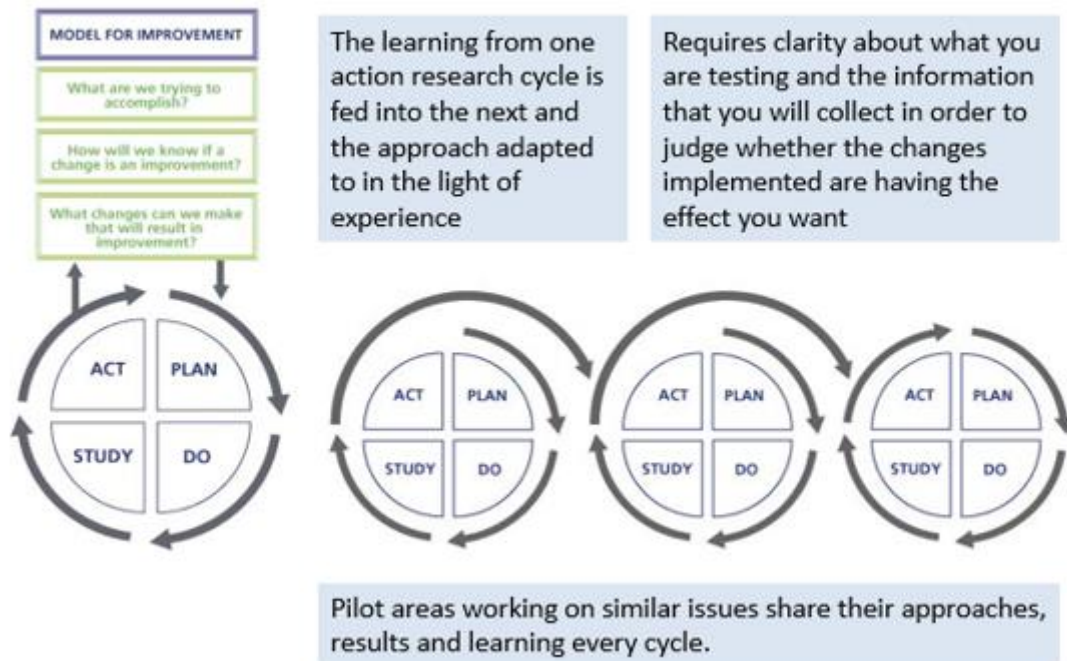 MODEL FOR IMPROVEMENT
What are we trying to
accomplish?
How will we know if a
change is an improvement?
What changes can we make
that will result in
improvement?
The learning from one
action research cycle is
fed into the next and
the approach adapted
to in the light of
experience
Requires clarity about what you
are testing and the information
that you will collect in order to
judge whether the changes
implemented are having the
effect you want
ACT PLAN
STUDY DO
ACT PLAN
STUDY DO
ACT PLAN
STUDY DO
ACT PLAN
STUDY DO
Pilot areas working on similar issues share their approaches,
results and learning every cycle.